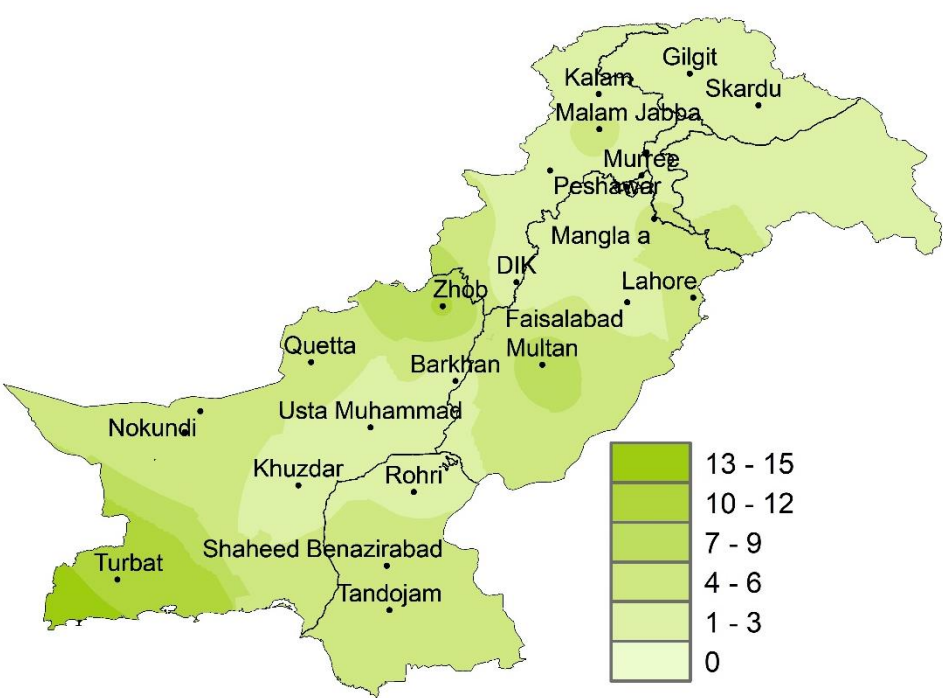 Gilgit
Kalam
Skardu
Malam Jabba
Murree
Peshawar
Mangla a
DIK
Lahore
Zhob
Faisalabad
Quetta
Multan
Barkhan
Usta Muhammad
Nokundi
Khuzdar
Rohri
Shaheed Benazirabad
Turbat
Tandojam
13 - 15
10 - 12
7 - 9
4 - 6
1 - 3
0